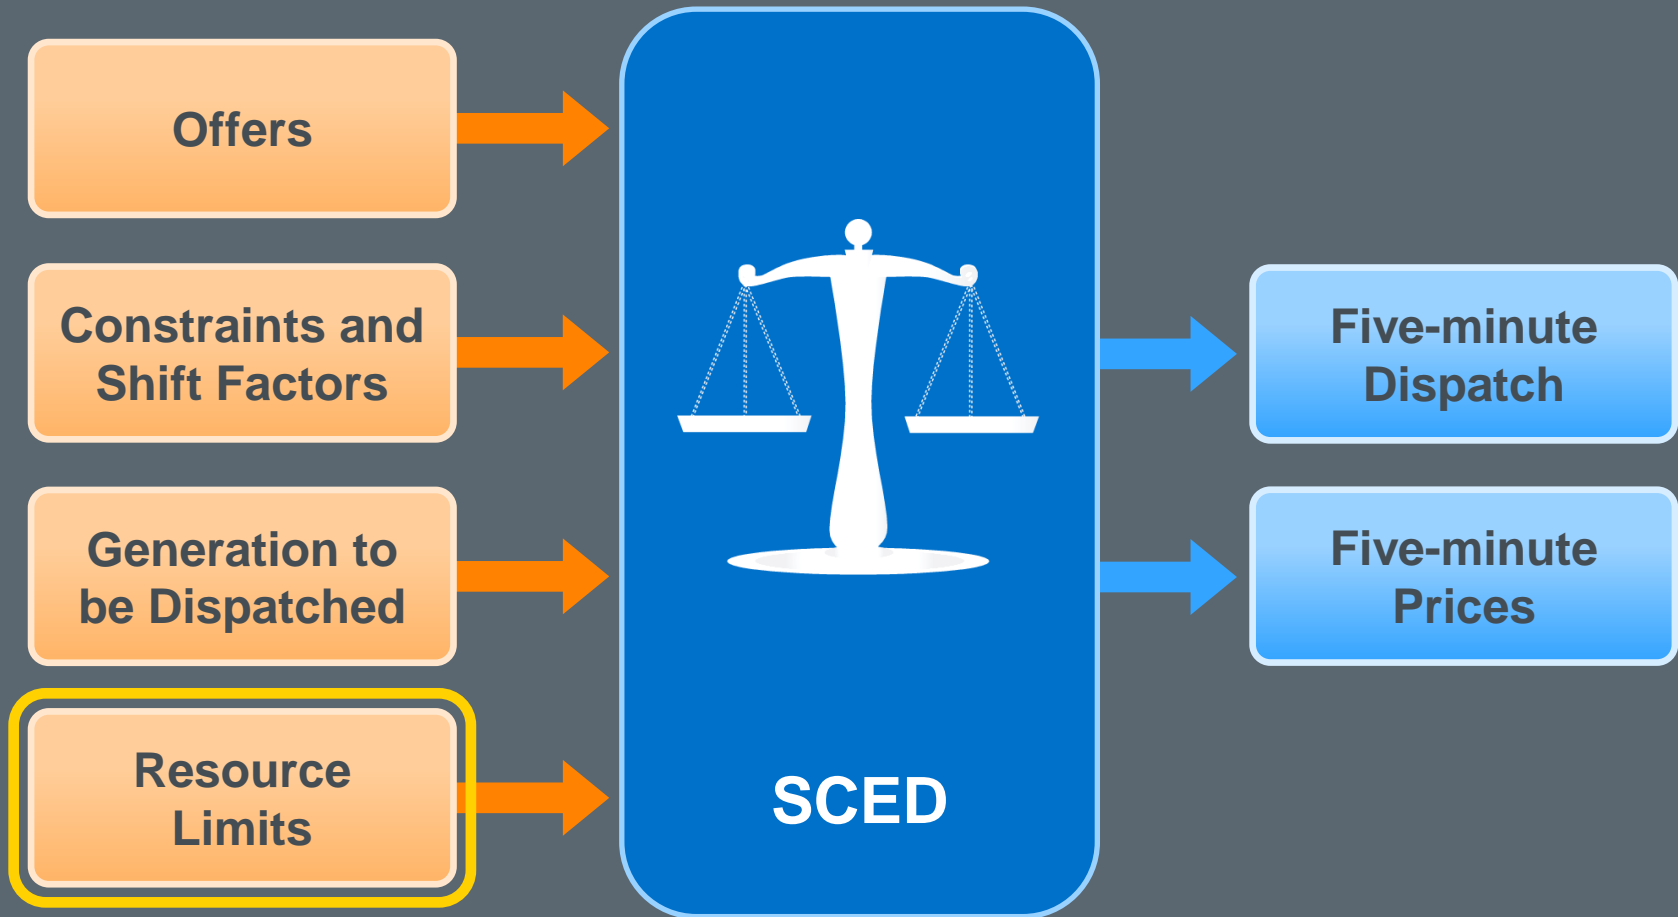 Offers
Constraints and
Shift Factors
Generation to
be Dispatched
Resource
Limits
SCED
Five-minute
Dispatch
Five-minute
Prices